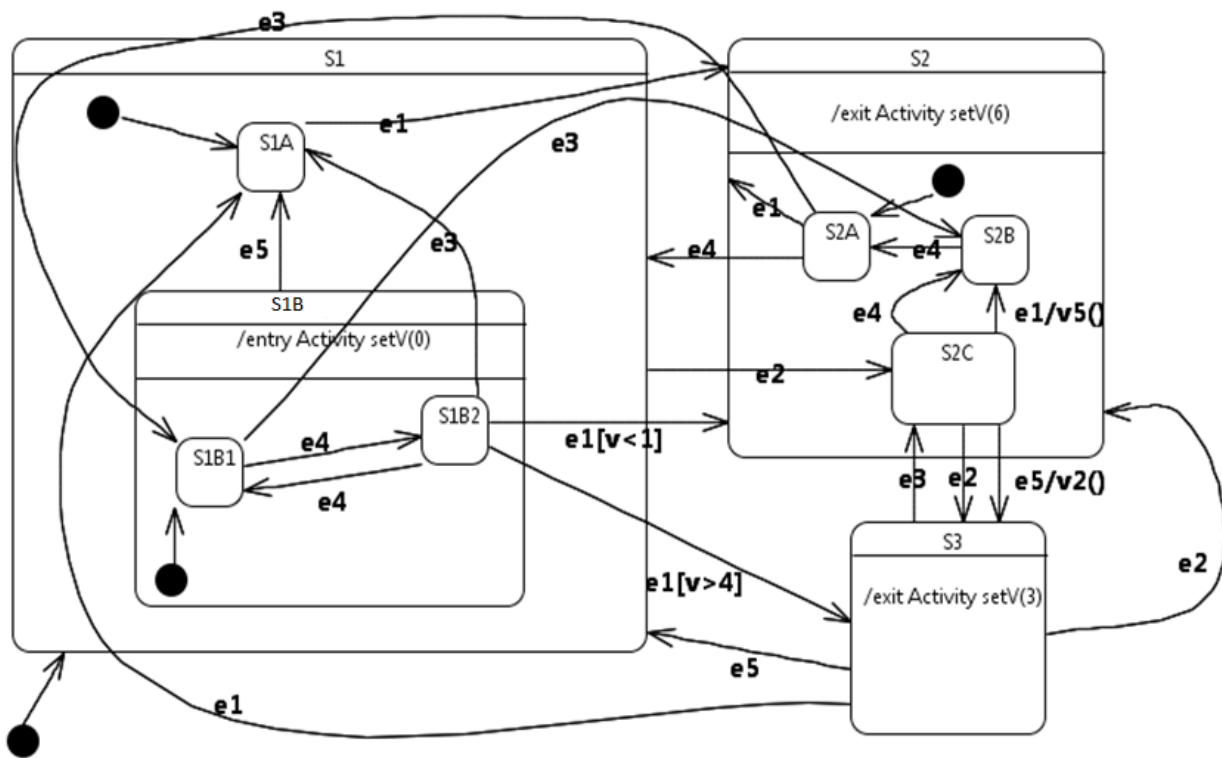 e3
S1
S2
/exit Activity setV(6)
e1
S1A
e3
e1
S2A
S2B
e5
e3
e4
e4
S1B
/entry Activity setV(0)
e4
e1/v5()
S2C
e2
S1B2
e1[v<1]
S1B1
e4
e4
e3
e2
e5/v2()
S3
e1[v>4]
/exit Activity setV(3)
e2
e5
e1